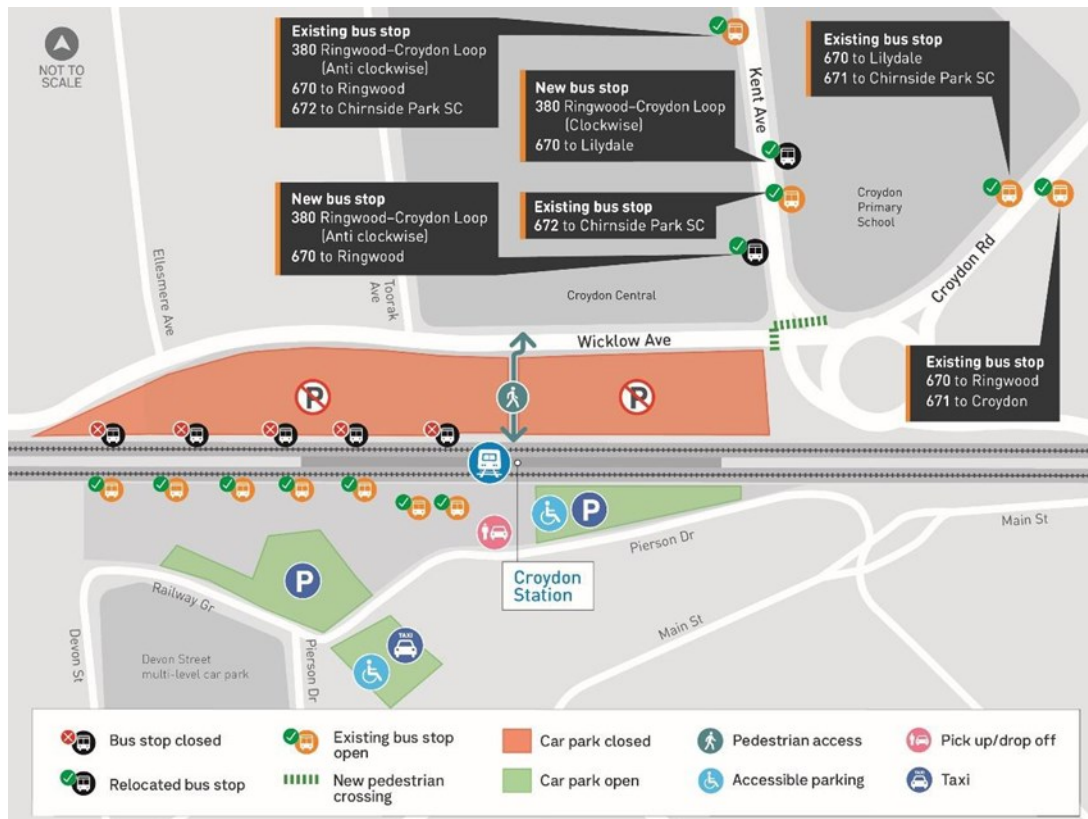 NOT TO
SCALE
Existing bus stop
380 Ringwood–Croydon Loop
(Anti clockwise)
670 to Ringwood
672 to Chirnside Park SC
New bus stop
380 Ringwood–Croydon Loop
(Clockwise)
670 to Lilydale
Existing bus stop
670 to Lilydale
671 to Chirnside Park SC
Kent Ave
New bus stop
380 Ringwood–Croydon Loop
(Anti clockwise)
670 to Ringwood
Existing bus stop
672 to Chirnside Park SC
Croydon
Primary
School
Croydon Rd
Ellesmere Ave
Toorak
Ave
Croydon Central
Wicklow Ave
Existing bus stop
670 to Ringwood
671 to Croydon
P
P
P
Pierson Dr
Main St
P
Croydon
Station
Railway Gr
TAXI
Main St
Devon St
Devon Street
multi-level car park
Pierson Dr
Bus stop closed
Existing bus stop
open
Car park closed
Pedestrian access
Pick up/drop off
Relocated bus stop
New pedestrian
crossing
Car park open
Accessible parking
TAXI
Taxi